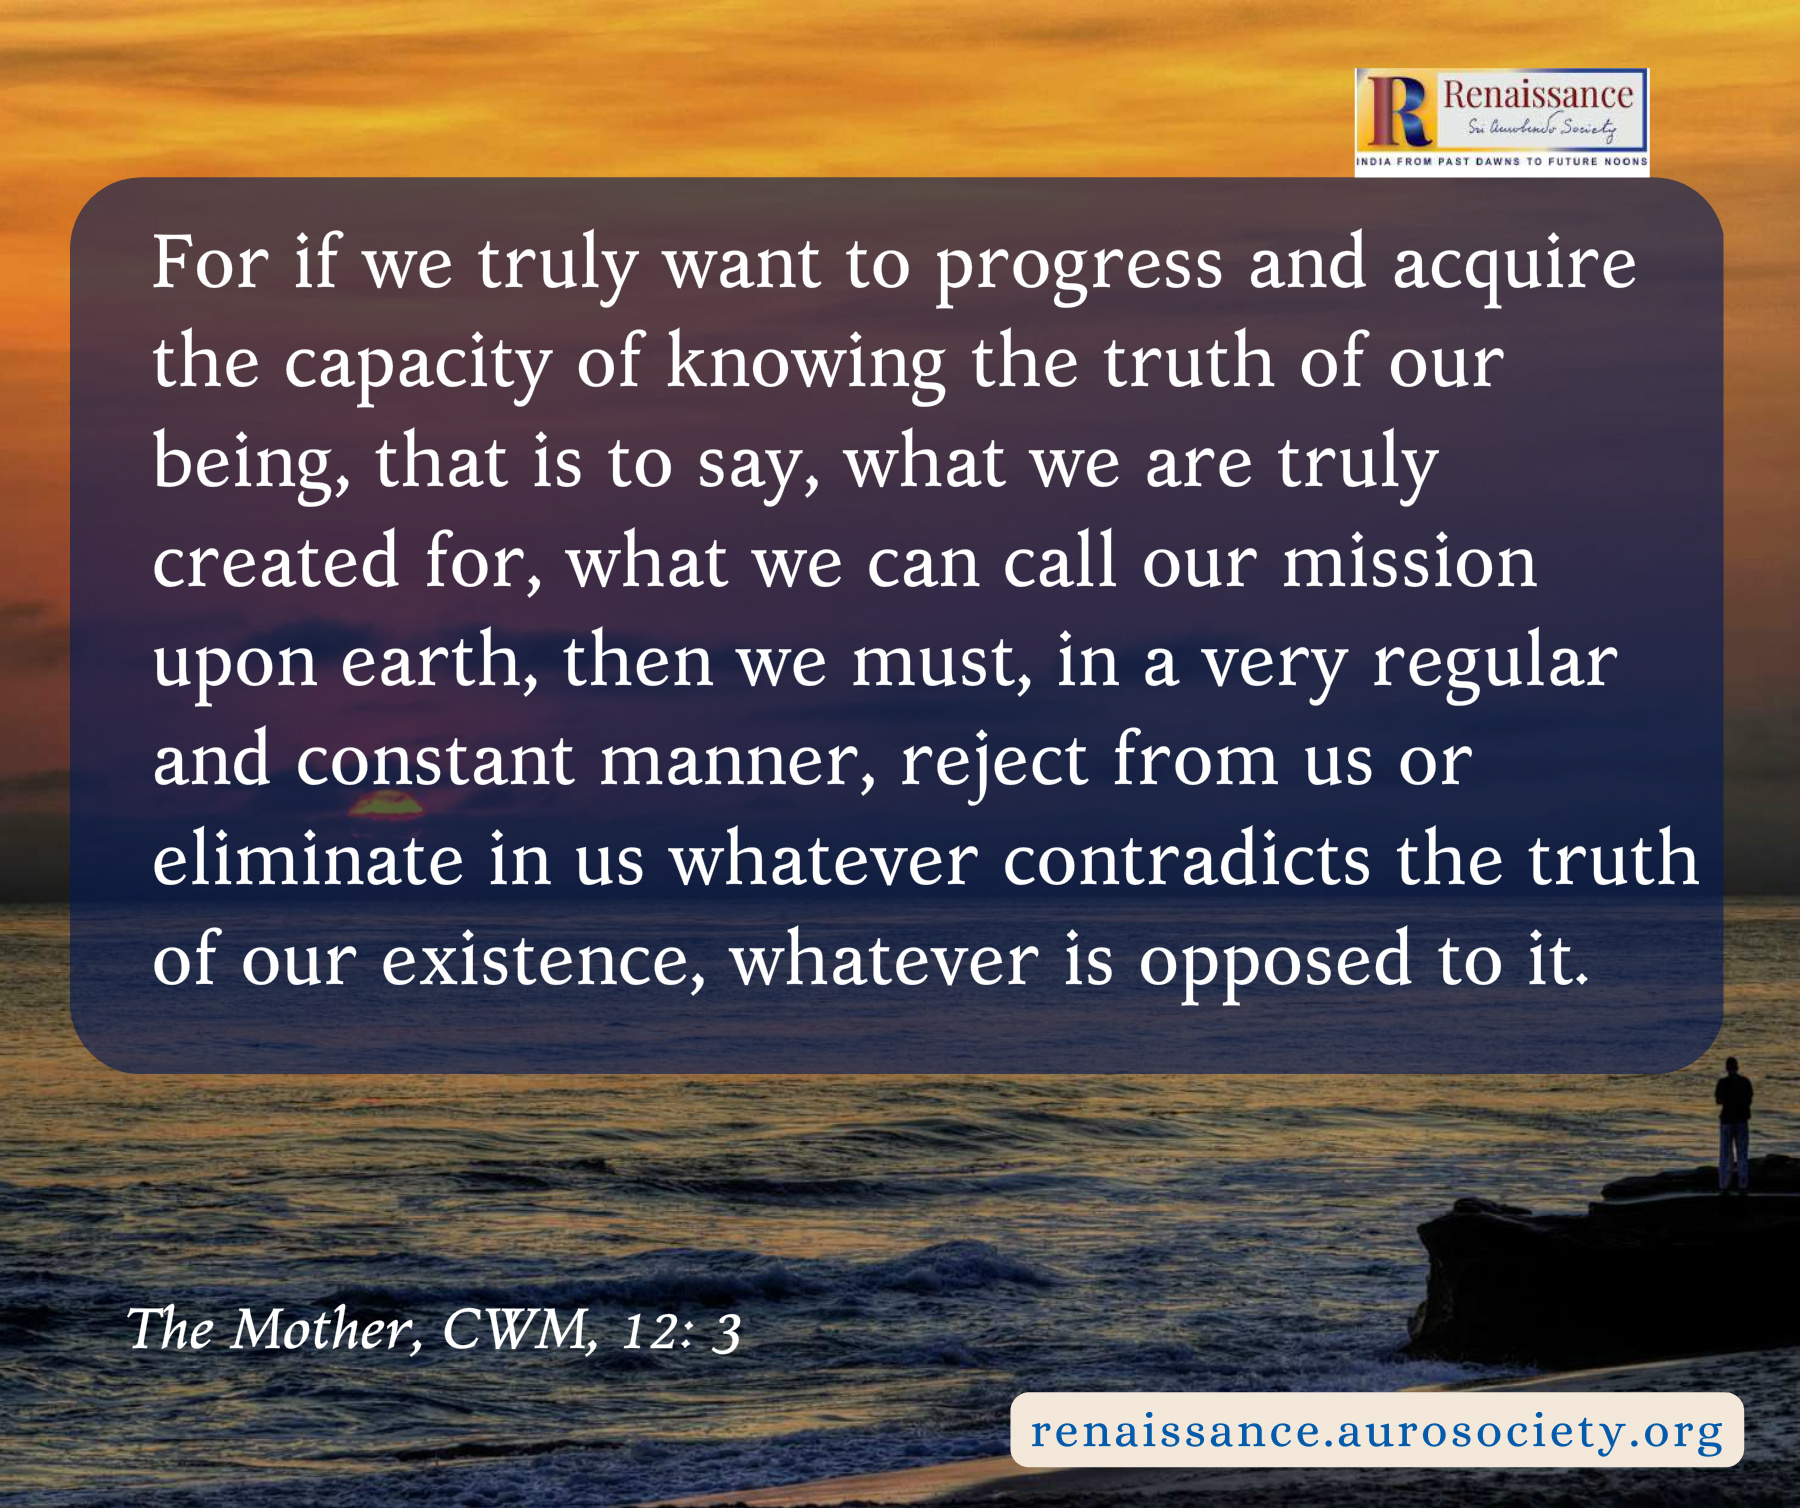 Renaissance
Sri Aurobindo Society
INDIA FROM PAST DAWNS TO FUTURE NOONS
For if we truly want to progress and acquire
the capacity of knowing the truth of our
being, that is to say, what we are truly
created for, what we can call our mission
upon earth, then we must, in a very regular
and constant manner, reject from us or
eliminate in us whatever contradicts the truth
of our existence, whatever is opposed to it.
The Mother, CWM, 12: 3
renaissance.aurosociety.org